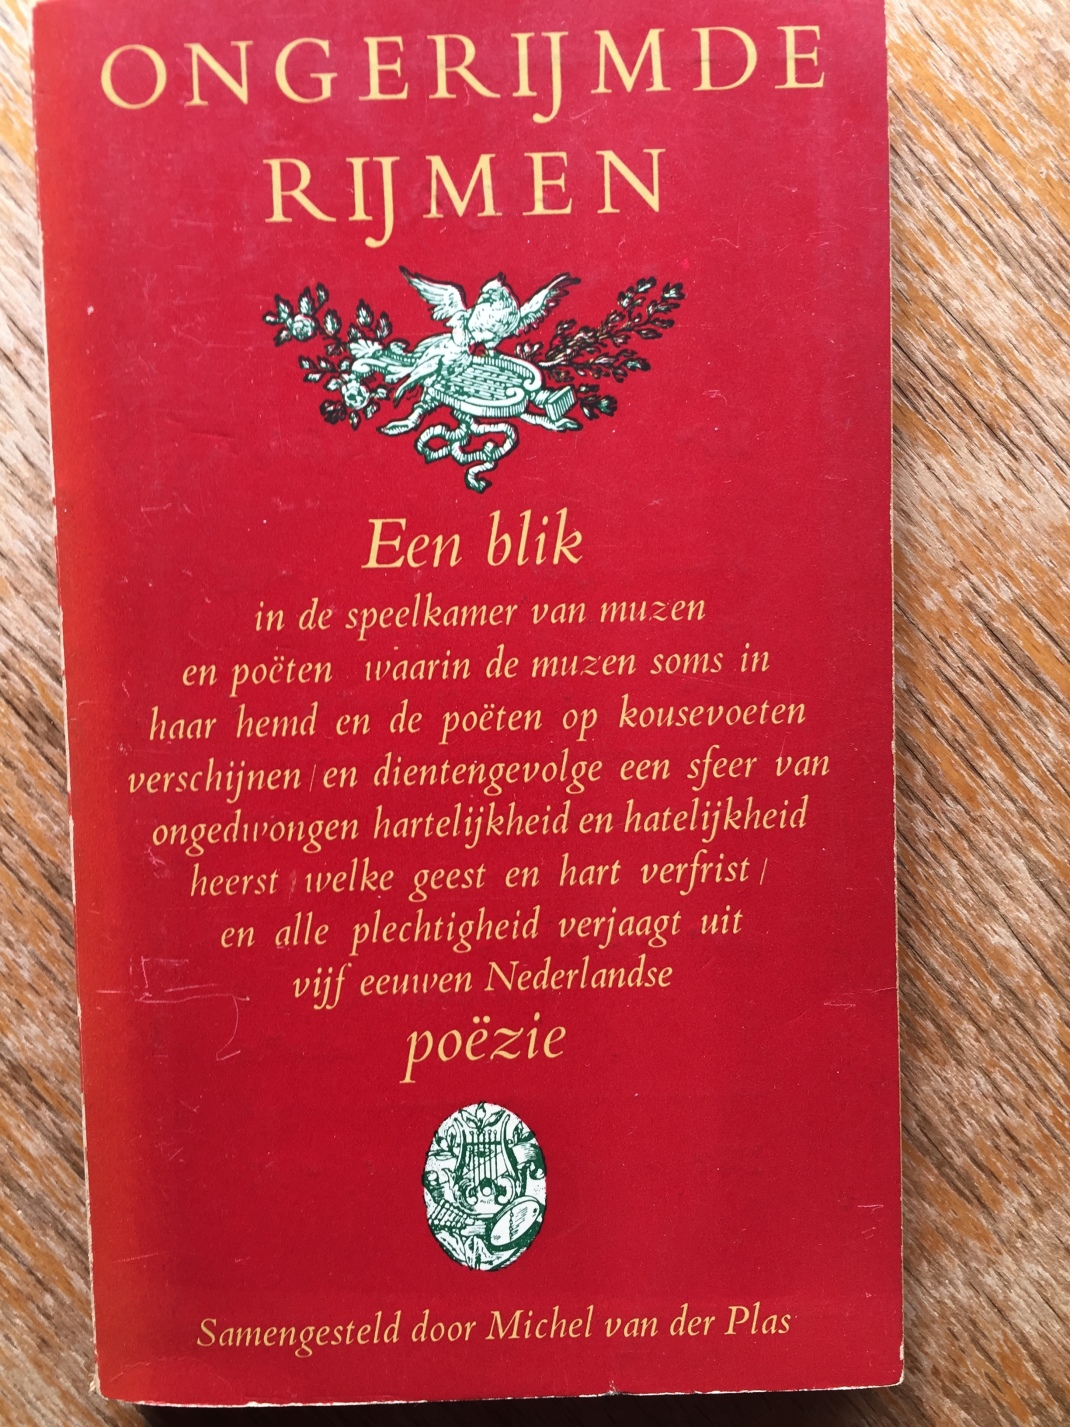 ONGERIJMDE
RIJMEN
Een blik
in de speelkamer van muzen
en poëten waarin de muzen soms in
haar hemd en de poëten op kousevoeten
verschijnen / en dientengevolge een sfeer van
ongedwongen hartelijkheid en hatelijkheid
heerst / welke geest en hart verfrist /
en alle plechtigheid verjaagt uit
vijf eeuwen Nederlandse
poëzie
Samengesteld door Michel van der Plas